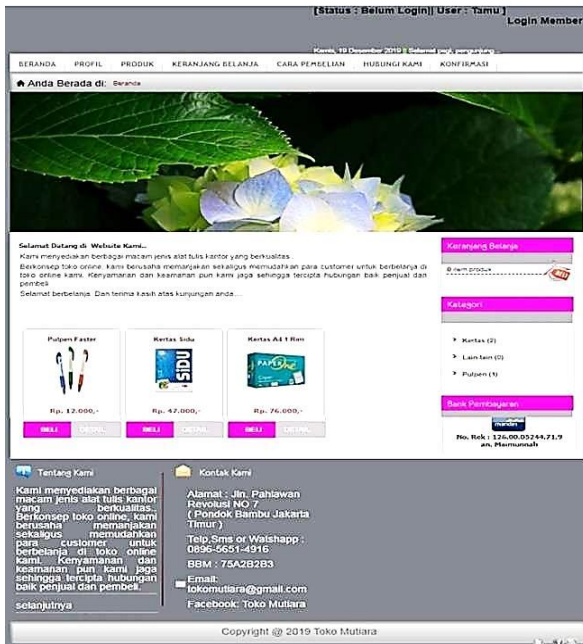 [Status : Belum Login|| User : Tamu ]
Login Member
Kamis, 19 Desember 2019 || Selamat pagi, pengunjung...
BERANDA PROFIL PRODUK KERANJANG BELANJA CARA PEMBELIAN HUBUNGI KAMI KONFIRMASI
Anda Berada di: Beranda
Selamat Datang di Website Kami..
Kami menyediakan berbagai macam jenis alat tulis kantor yang berkualitas..
Berkonsep toko online, kami berusaha memanjakan sekaligus memudahkan para customer untuk berbelanja di
toko online kami. Kenyamanan dan keamanan pun kami jaga sehingga tercipta hubungan baik penjual dan
pembeli.
Selamat berbelanja. Dan terima kasih atas kunjungan anda....
Pulpen Faster
Rp. 12.000,-
BELI DETAIL
Kertas Sidu
SIDU
Rp. 47.000,-
BELI DETAIL
Kertas A4 1 Rim
PAPER One
Copier
Rp. 76.000,-
BELI DETAIL
Keranjang Belanja
0 item produk
BELI
Kategori
Kertas (2)
Lain-lain (0)
Pulpen (1)
Bank Pembayaran
mandiri
No. Rek : 126.00.05244.71.9
an. Maimunnah
Tentang Kami
Kami menyediakan berbagai
macam jenis alat tulis kantor
yang berkualitas..
Berkonsep toko online, kami
berusaha memanjakan
sekaligus memudahkan
para customer untuk
berbelanja di toko online
kami. Kenyamanan dan
keamanan pun kami jaga
sehingga tercipta hubungan
baik penjual dan pembeli.
selanjutnya
Kontak Kami
Alamat : Jln. Pahlawan
Revolusi NO 7
( Pondok Bambu Jakarta
Timur )
Telp,Sms or Watshapp :
0896-5651-4916
BBM : 75A2B2B3
Email:
tokomutiara@gmail.com
Facebook: Toko Mutiara
Copyright @ 2019 Toko Mutiara